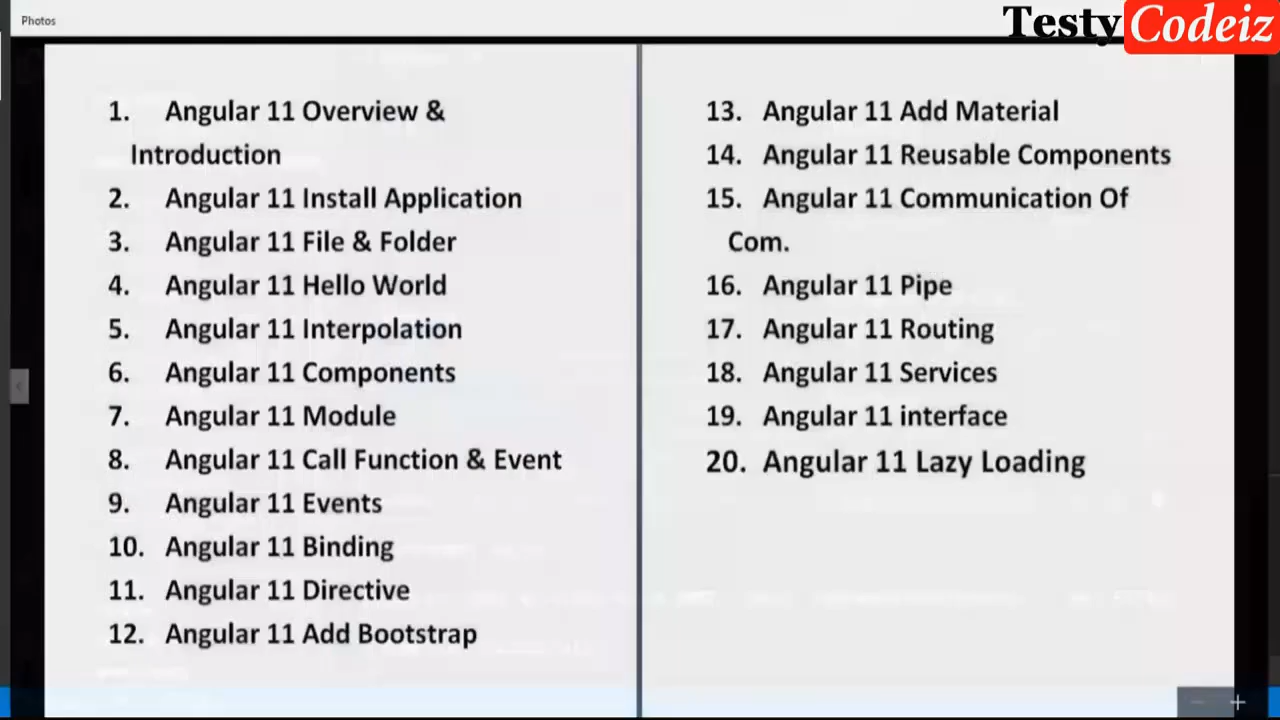 Photos
Testy Codeiz
1. Angular 11 Overview &
Introduction
2. Angular 11 Install Application
3. Angular 11 File & Folder
4. Angular 11 Hello World
5. Angular 11 Interpolation
6. Angular 11 Components
7. Angular 11 Module
8. Angular 11 Call Function & Event
9. Angular 11 Events
10. Angular 11 Binding
11. Angular 11 Directive
12. Angular 11 Add Bootstrap
13. Angular 11 Add Material
14. Angular 11 Reusable Components
15. Angular 11 Communication Of
Com.
16. Angular 11 Pipe
17. Angular 11 Routing
18. Angular 11 Services
19. Angular 11 interface
20. Angular 11 Lazy Loading